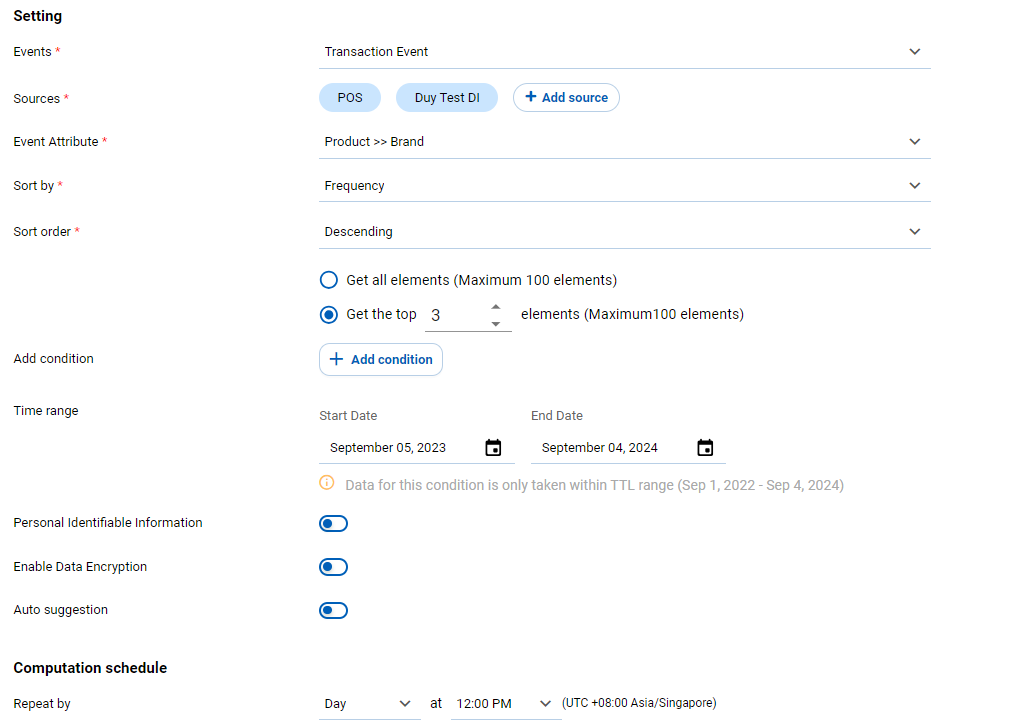 Setting
Events *
Transaction Event
Sources *
POS
Duy Test DI
+ Add source
Event Attribute *
Product >> Brand
Sort by *
Frequency
Sort order *
Descending
Get all elements (Maximum 100 elements)
Get the top 3 elements (Maximum100 elements)
Add condition
+ Add condition
Time range
Start Date
End Date
September 05, 2023
September 04, 2024
Data for this condition is only taken within TTL range (Sep 1, 2022 - Sep 4, 2024)
Personal Identifiable Information
Enable Data Encryption
Auto suggestion
Computation schedule
Repeat by
Day at 12:00 PM (UTC +08:00 Asia/Singapore)